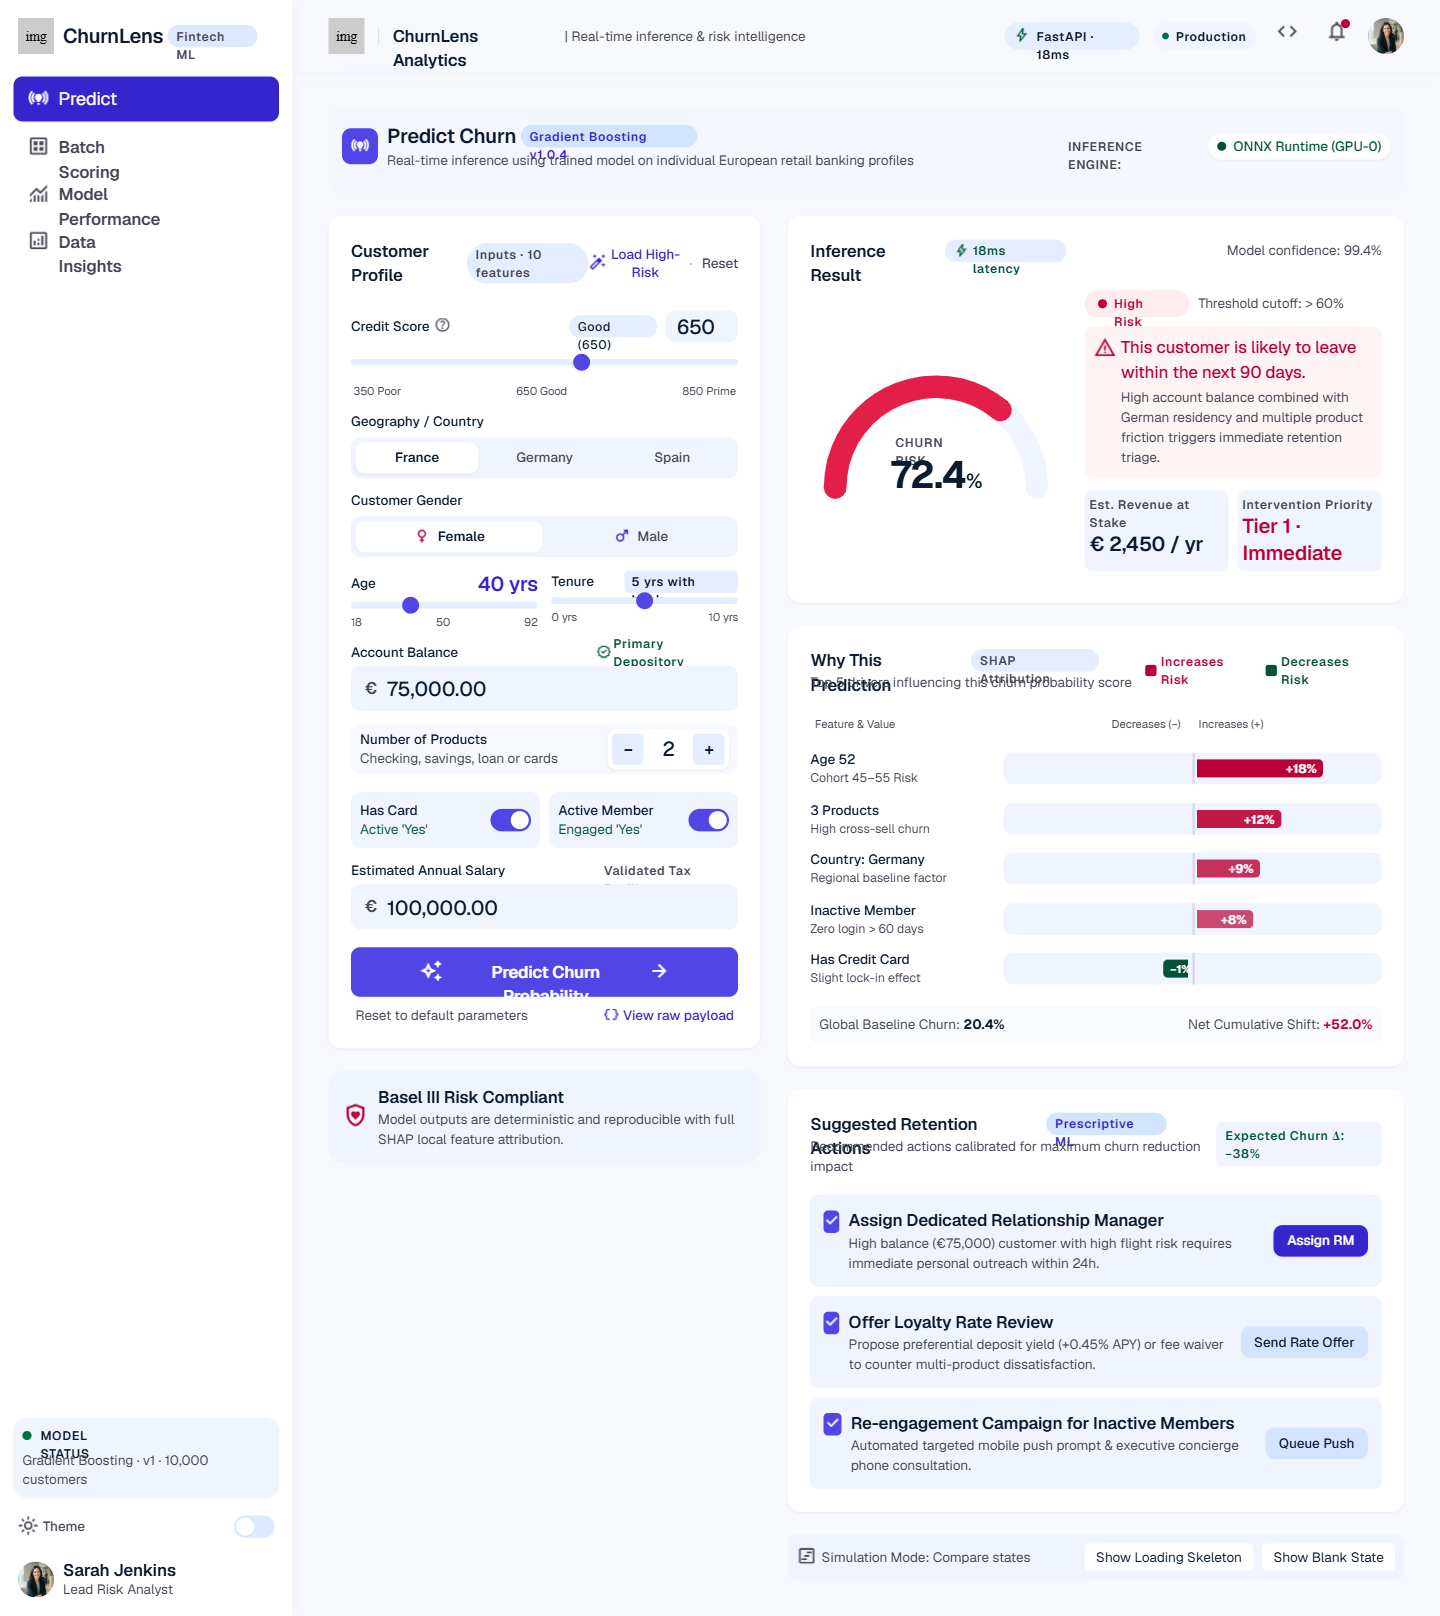 img
ChurnLens
Fintech
ML
Predict
Batch
Scoring
Model
Performance
Data
Insights
MODEL
STATUS
Gradient Boosting · v1 · 10,000
customers
Theme
Sarah Jenkins
Lead Risk Analyst
img
ChurnLens
Analytics
| Real-time inference & risk intelligence
FastAPI ·
18ms
Production
Predict Churn
Gradient Boosting
v1.0.4
Real-time inference using trained model on individual European retail banking profiles
INFERENCE
ENGINE:
ONNX Runtime (GPU-0)
Customer
Profile
Inputs · 10
features
Load High-
Risk
·
Reset
Credit Score
Good
(650)
650
350 Poor
650 Good
850 Prime
Geography / Country
France
Germany
Spain
Customer Gender
Female
Male
Age
40 yrs
18
50
92
Tenure
5 yrs with
0 yrs
10 yrs
Account Balance
Primary
Depository
€ 75,000.00
Number of Products
Checking, savings, loan or cards
−
2
+
Has Card
Active 'Yes'
Active Member
Engaged 'Yes'
Estimated Annual Salary
Validated Tax
€ 100,000.00
Predict Churn
Probability
Reset to default parameters
View raw payload
Basel III Risk Compliant
Model outputs are deterministic and reproducible with full
SHAP local feature attribution.
Inference
Result
18ms
latency
Model confidence: 99.4%
CHURN
RISK
72.4%
High
Risk
Threshold cutoff: > 60%
This customer is likely to leave
within the next 90 days.
High account balance combined with
German residency and multiple product
friction triggers immediate retention
triage.
Est. Revenue at
Stake
€ 2,450 / yr
Intervention Priority
Tier 1 ·
Immediate
Why This
Prediction
SHAP
Attribution
Top 5 drivers influencing this churn probability score
Increases
Risk
Decreases
Risk
Feature & Value
Decreases (−)
Increases (+)
Age 52
Cohort 45–55 Risk
+18%
3 Products
High cross-sell churn
+12%
Country: Germany
Regional baseline factor
+9%
Inactive Member
Zero login > 60 days
+8%
Has Credit Card
Slight lock-in effect
−1%
Global Baseline Churn: 20.4%
Net Cumulative Shift: +52.0%
Suggested Retention
Actions
Prescriptive
ML
Recommended actions calibrated for maximum churn reduction
impact
Expected Churn Δ:
−38%
Assign Dedicated Relationship Manager
High balance (€75,000) customer with high flight risk requires
immediate personal outreach within 24h.
Assign RM
Offer Loyalty Rate Review
Propose preferential deposit yield (+0.45% APY) or fee waiver
to counter multi-product dissatisfaction.
Send Rate Offer
Re-engagement Campaign for Inactive Members
Automated targeted mobile push prompt & executive concierge
phone consultation.
Queue Push
Simulation Mode: Compare states
Show Loading Skeleton
Show Blank State